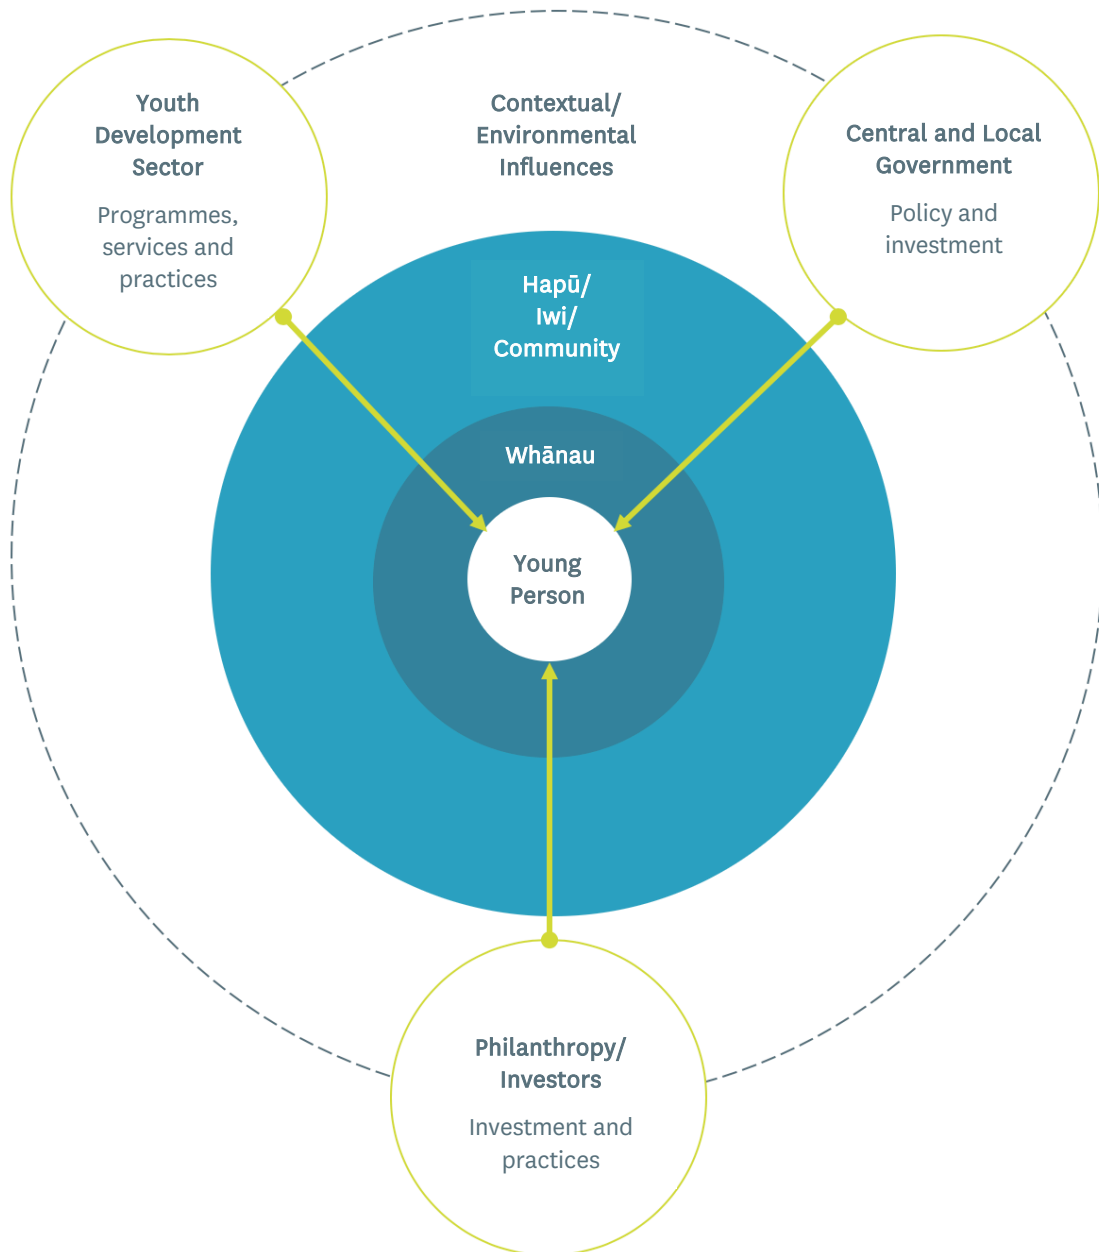 Youth
Development
Sector
Programmes,
services and
practices
Contextual/
Environmental
Influences
Central and Local
Government
Policy and
investment
Hapū/
Iwi/
Community
Whānau
Young
Person
Philanthropy/
Investors
Investment and
practices